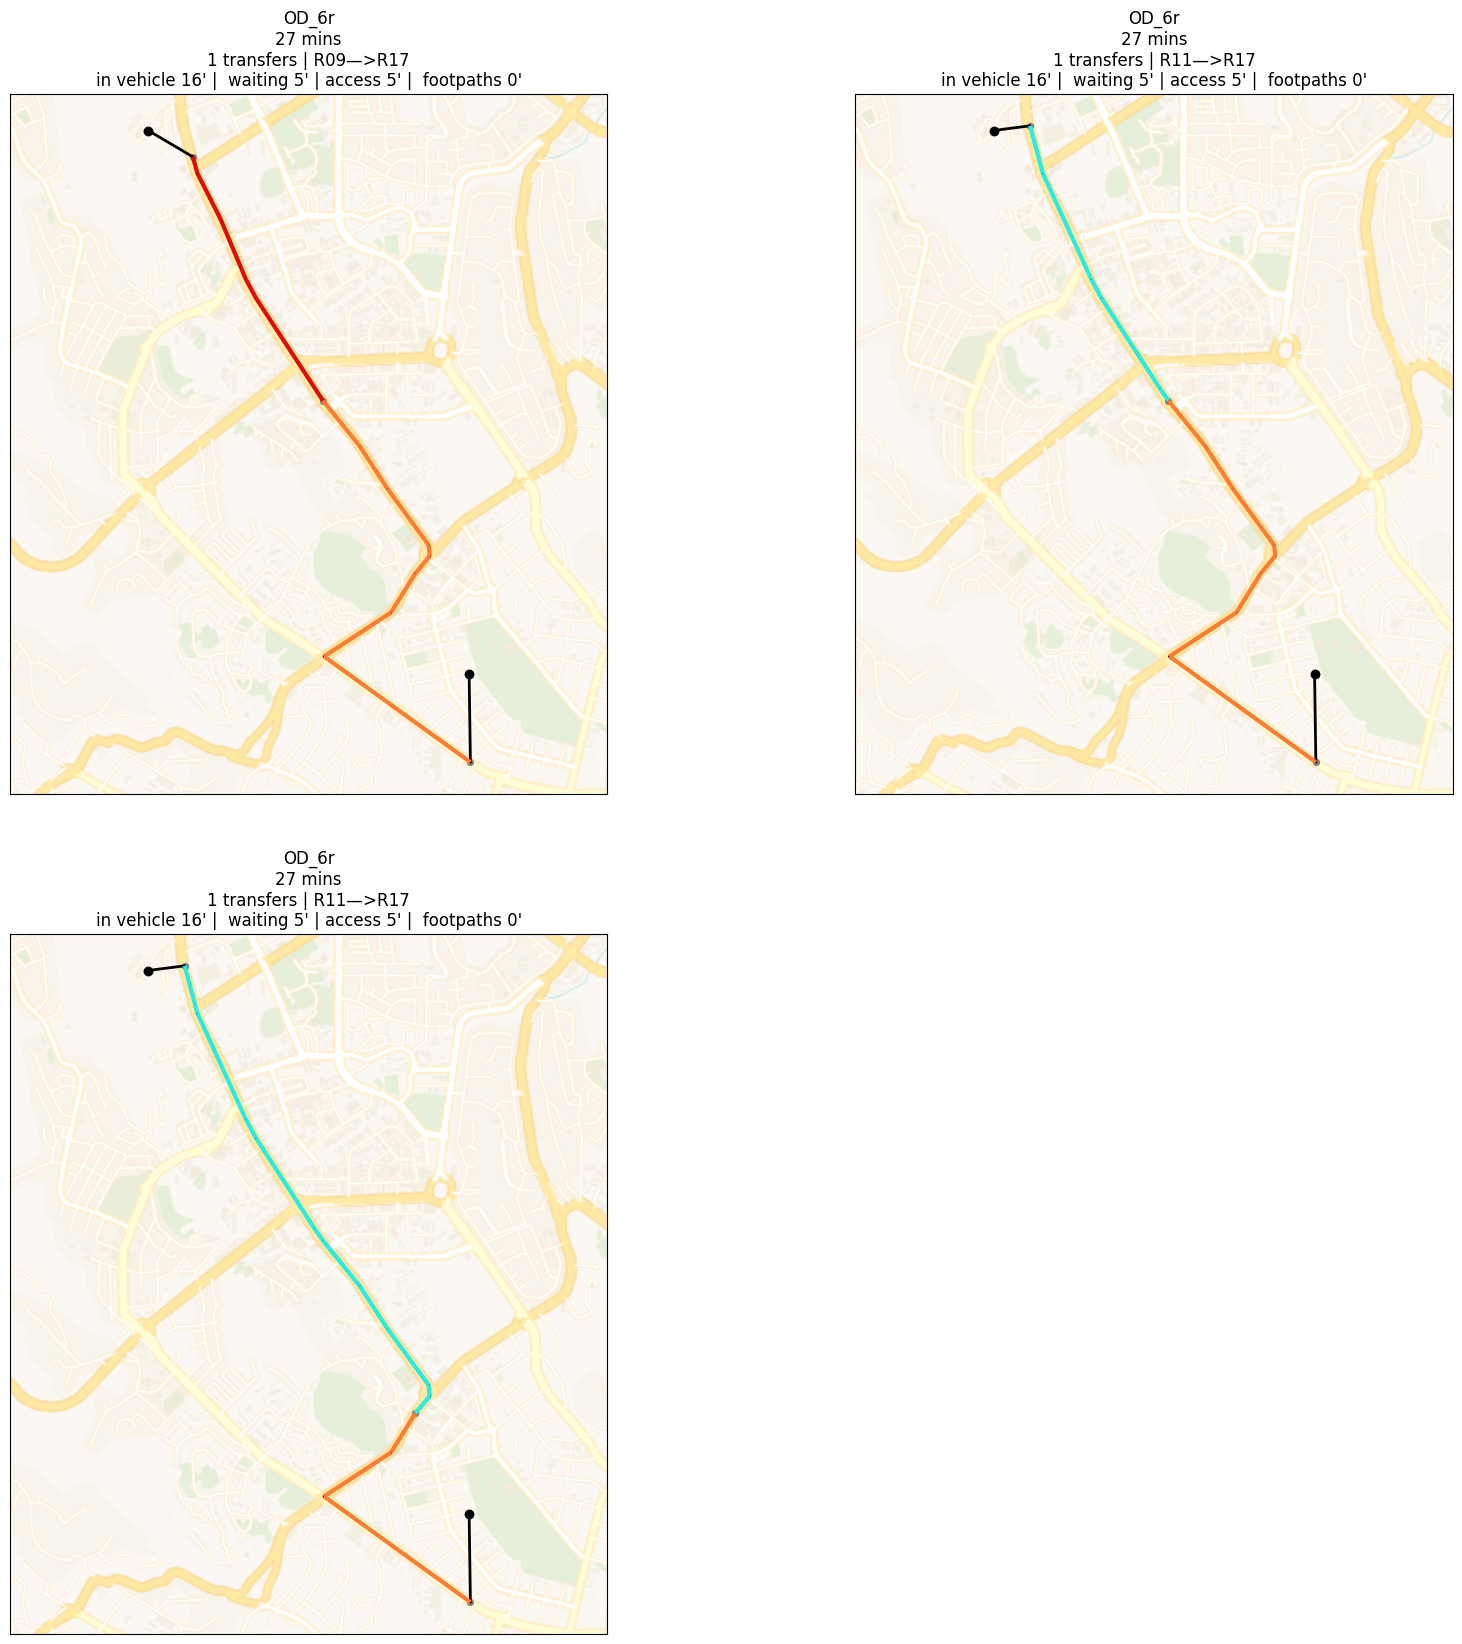 OD_6r
27 mins
1 transfers | R09—>R17
in vehicle 16' |  waiting 5' | access 5' |  footpaths 0'
OD_6r
27 mins
1 transfers | R11—>R17
in vehicle 16' |  waiting 5' | access 5' |  footpaths 0'
OD_6r
27 mins
1 transfers | R11—>R17
in vehicle 16' |  waiting 5' | access 5' |  footpaths 0'